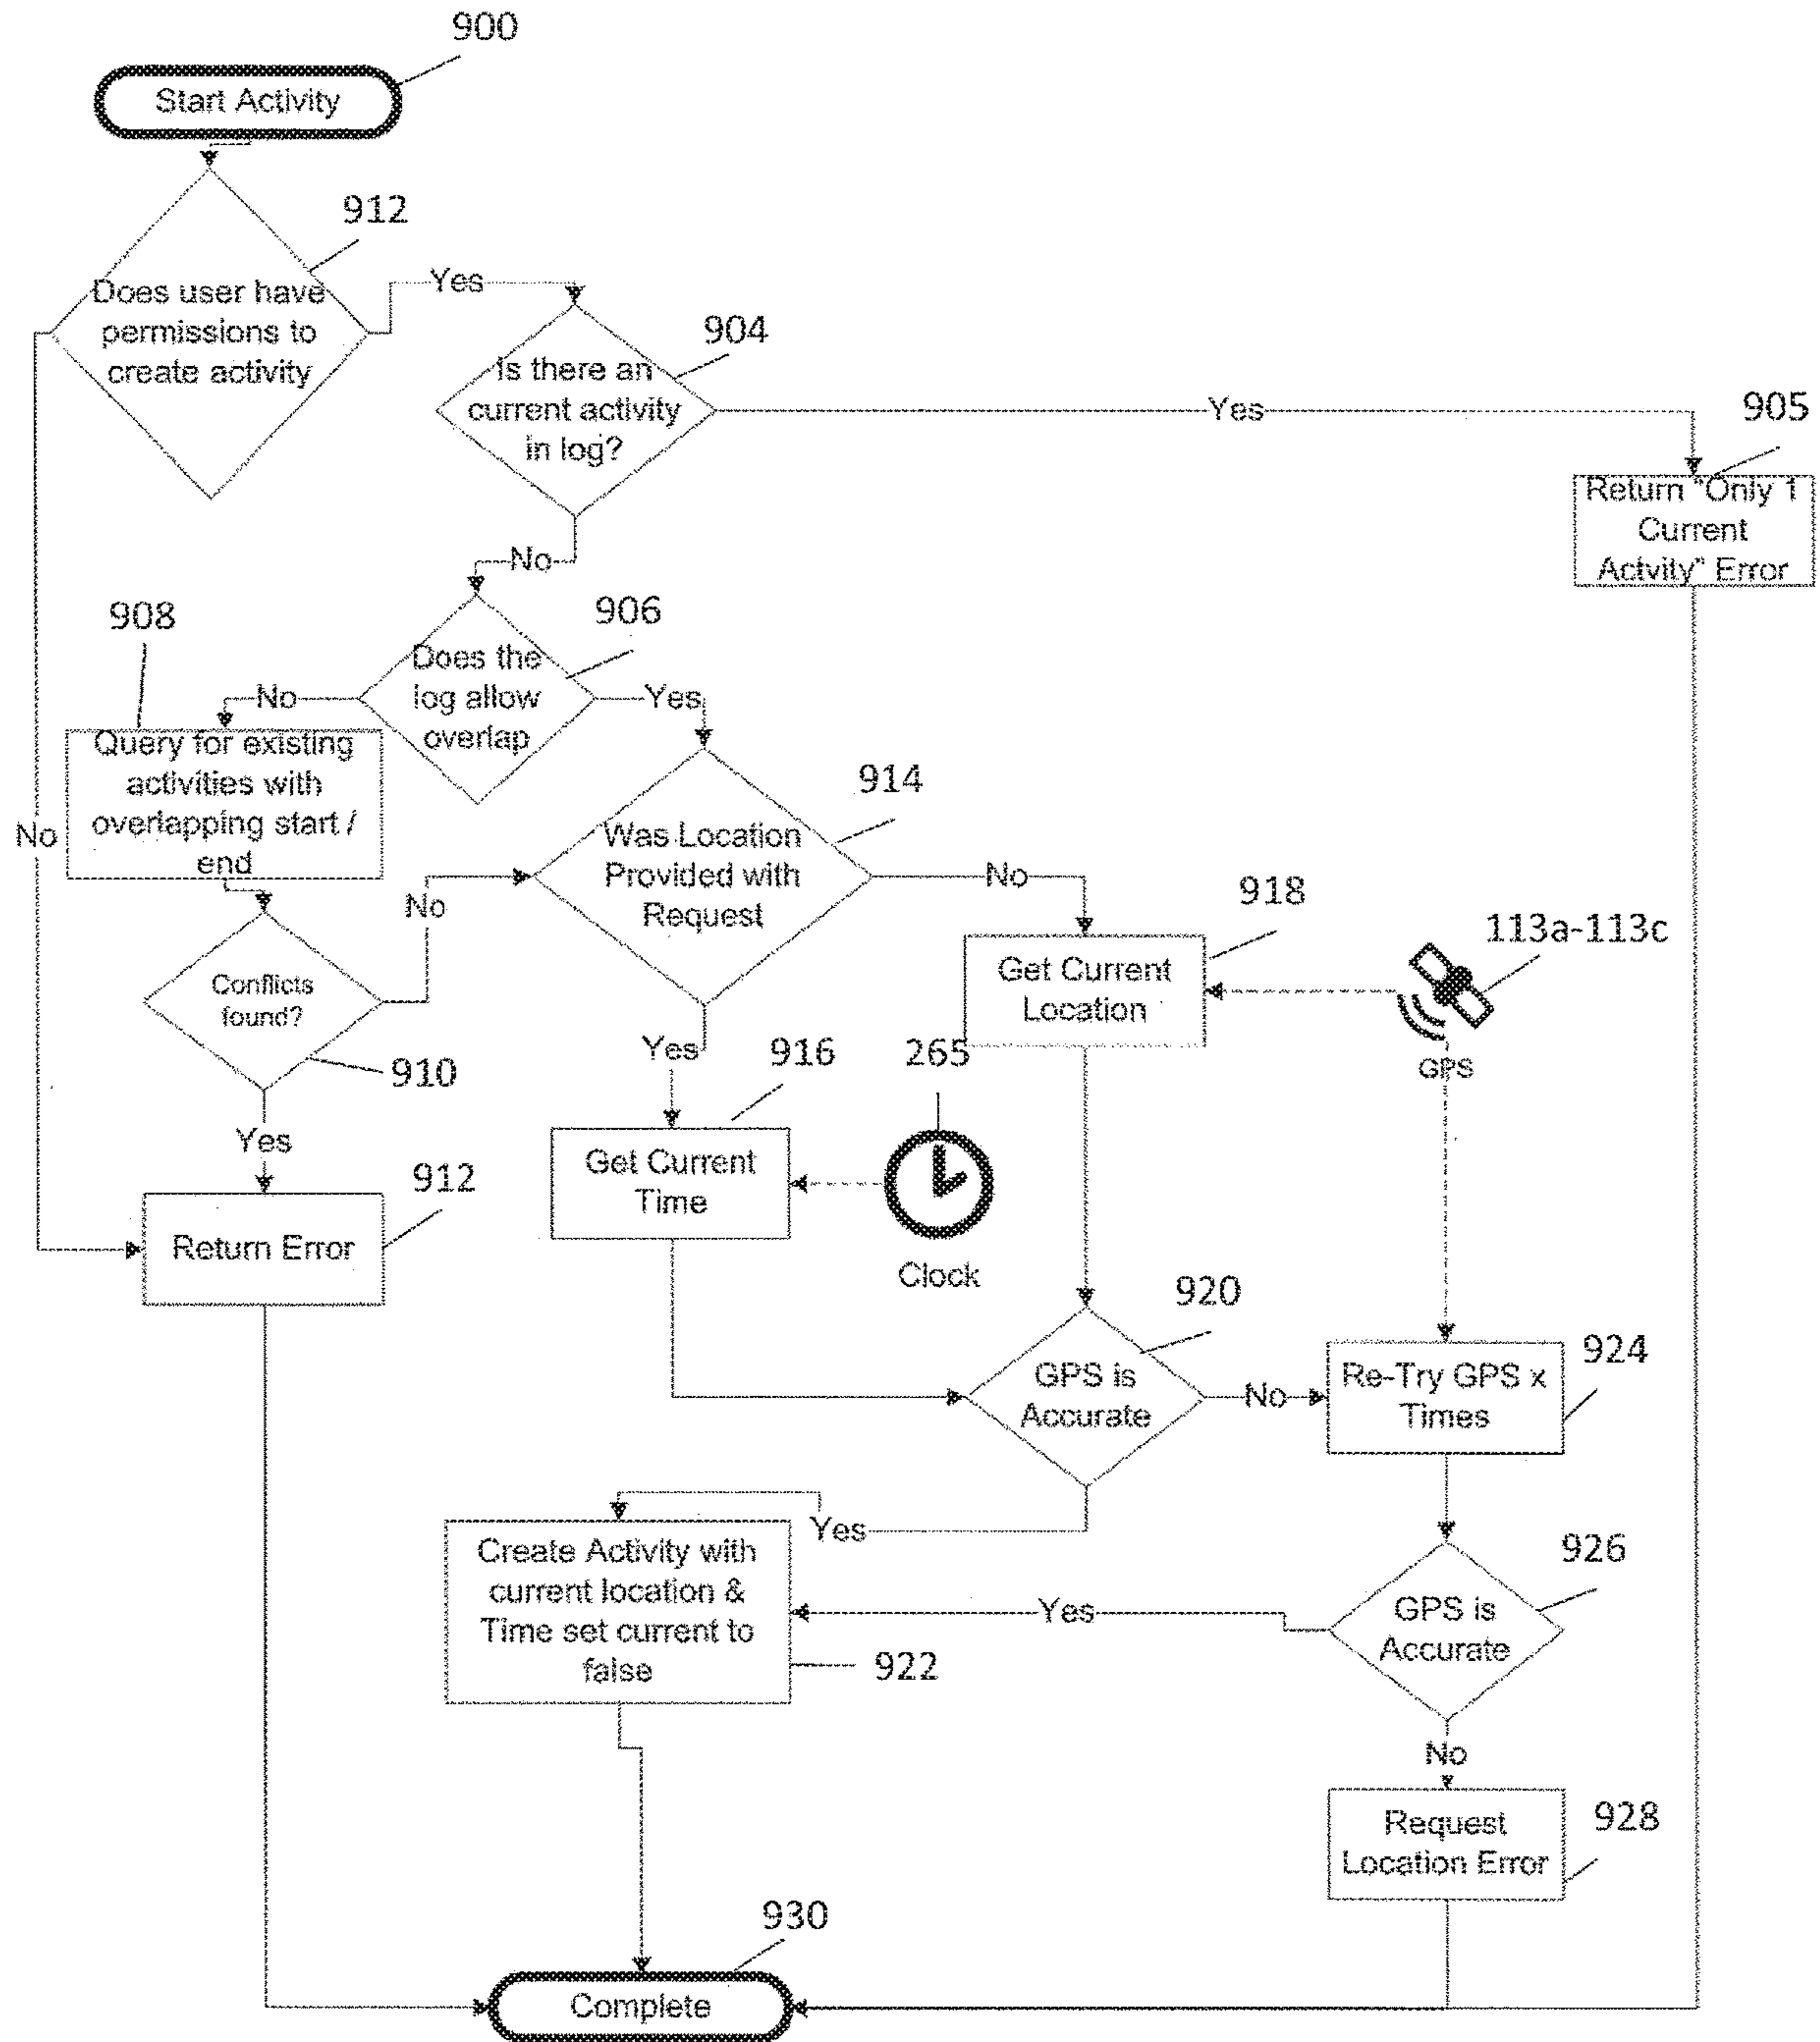 900
Start Activity
912
Does user have
permissions to
create activity
Yes
904
Is there an
current activity
in log?
Yes
905
Return "Only 1
Current
Actvity" Error
No
908
906
Does the
log allow
overlap
No
Yes
Query for existing
activities with
overlapping start /
end
No
914
Was Location
Provided with
Request
No
918
113a-113c
No
Get Current
Location
Conflicts
found?
910
Yes
916
265
GPS
Yes
Get Current
Time
912
Return Error
Clock
920
GPS is
Accurate
No
924
Re-Try GPS x
Times
Yes
Create Activity with
current location &
Time set current to
false
922
Yes
926
GPS is
Accurate
No
Request
Location Error
928
930
Complete